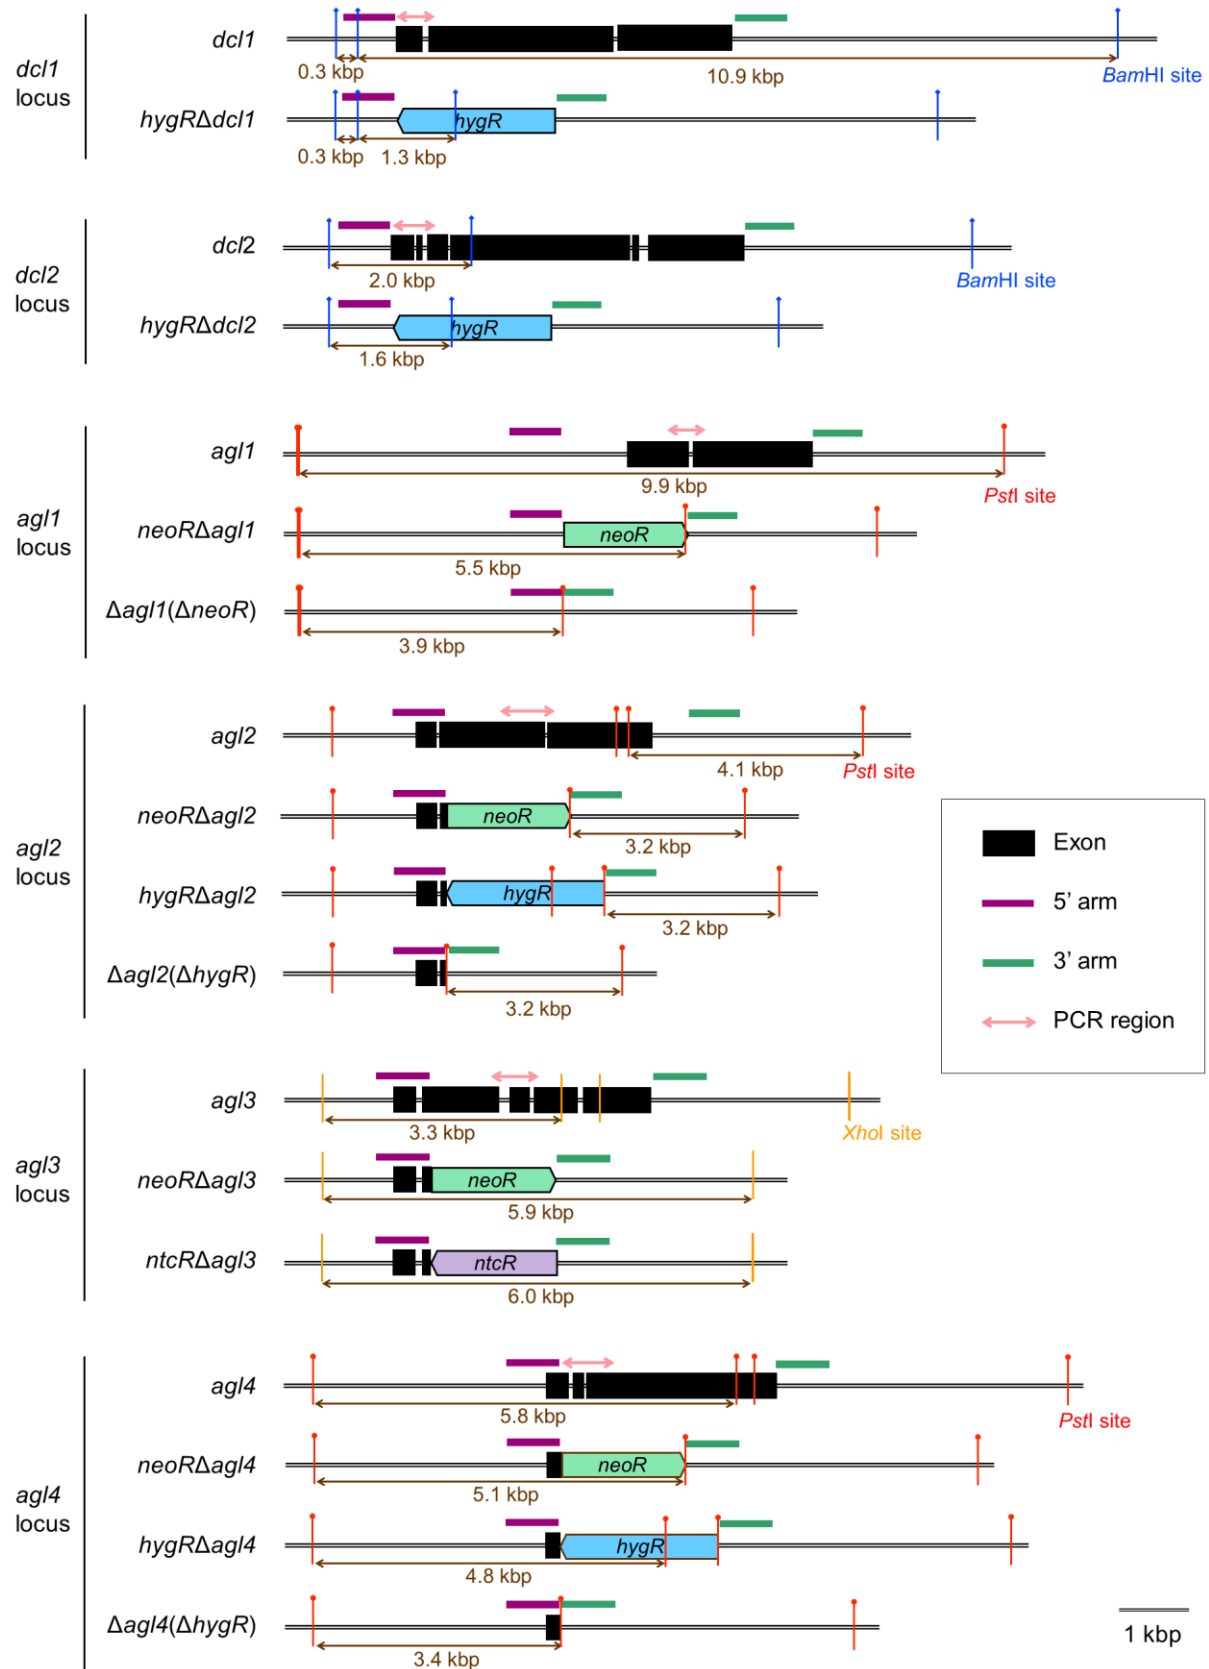 dcl1
dcl1
locus
0.3 kbp
10.9 kbp
BamHI site
hygRΔdcl1
hygR
0.3 kbp
1.3 kbp
dcl2
dcl2
locus
2.0 kbp
BamHI site
hygRΔdcl2
hygR
1.6 kbp
agl1
9.9 kbp
PstI site
agl1
locus
neoRΔagl1
neoR
5.5 kbp
Δagl1(ΔneoR)
3.9 kbp
agl2
4.1 kbp
PstI site
neoRΔagl2
neoR
3.2 kbp
agl2
locus
hygRΔagl2
hygR
3.2 kbp
Δagl2(ΔhygR)
3.2 kbp
Exon
5’ arm
3’ arm
PCR region
agl3
3.3 kbp
XhoI site
agl3
locus
neoRΔagl3
neoR
5.9 kbp
ntcRΔagl3
ntcR
6.0 kbp
agl4
5.8 kbp
PstI site
neoRΔagl4
neoR
5.1 kbp
agl4
locus
hygRΔagl4
hygR
4.8 kbp
Δagl4(ΔhygR)
3.4 kbp
1 kbp